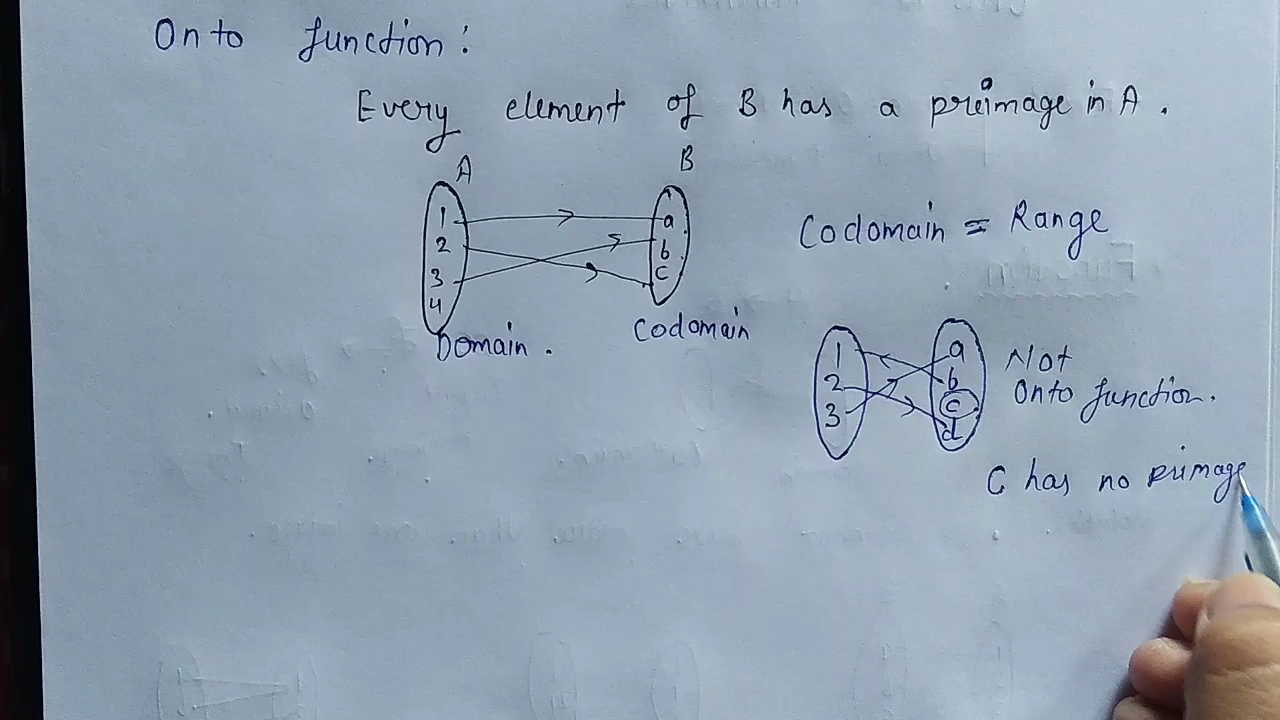 Onto function:
Every element of B has a preimage in A.
A B
1 a
2 b
3 c
4
Domain. Codomain
Codomain = Range
1 a
2 b
3 c
d
Not
Onto function.
C has no primage